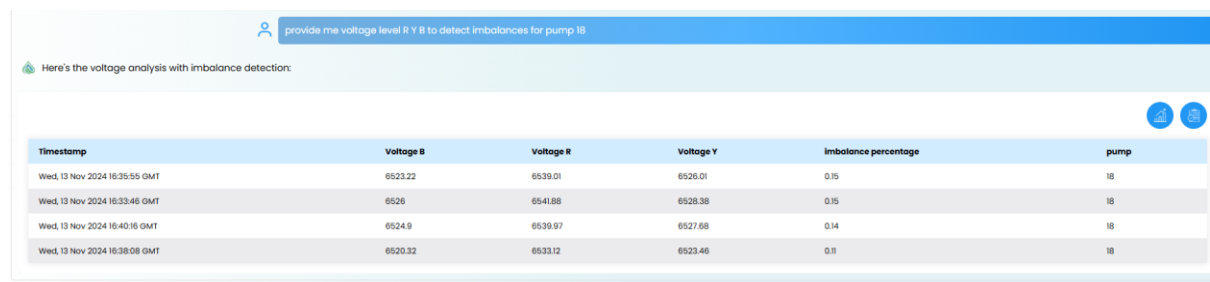 provide me voltage level R Y B to detect imbalances for pump 18
Here's the voltage analysis with imbalance detection:
Timestamp Voltage B Voltage R Voltage Y imbalance percentage pump
Wed, 13 Nov 2024 16:35:55 GMT 6523.22 6539.01 6526.01 0.15 18
Wed, 13 Nov 2024 16:33:46 GMT 6526 6541.88 6528.38 0.15 18
Wed, 13 Nov 2024 16:40:16 GMT 6524.9 6539.97 6527.68 0.14 18
Wed, 13 Nov 2024 16:38:08 GMT 6520.32 6533.12 6523.46 0.11 18